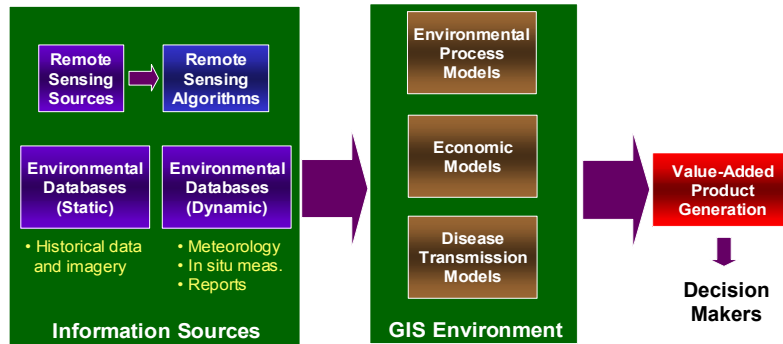 Remote
Sensing
Sources
Remote
Sensing
Algorithms
Environmental
Databases
(Static)
Environmental
Databases
(Dynamic)
• Historical data
and imagery
• Meteorology
• In situ meas.
• Reports
Information Sources
Environmental
Process
Models
Economic
Models
Disease
Transmission
Models
GIS Environment
Value-Added
Product
Generation
Decision
Makers